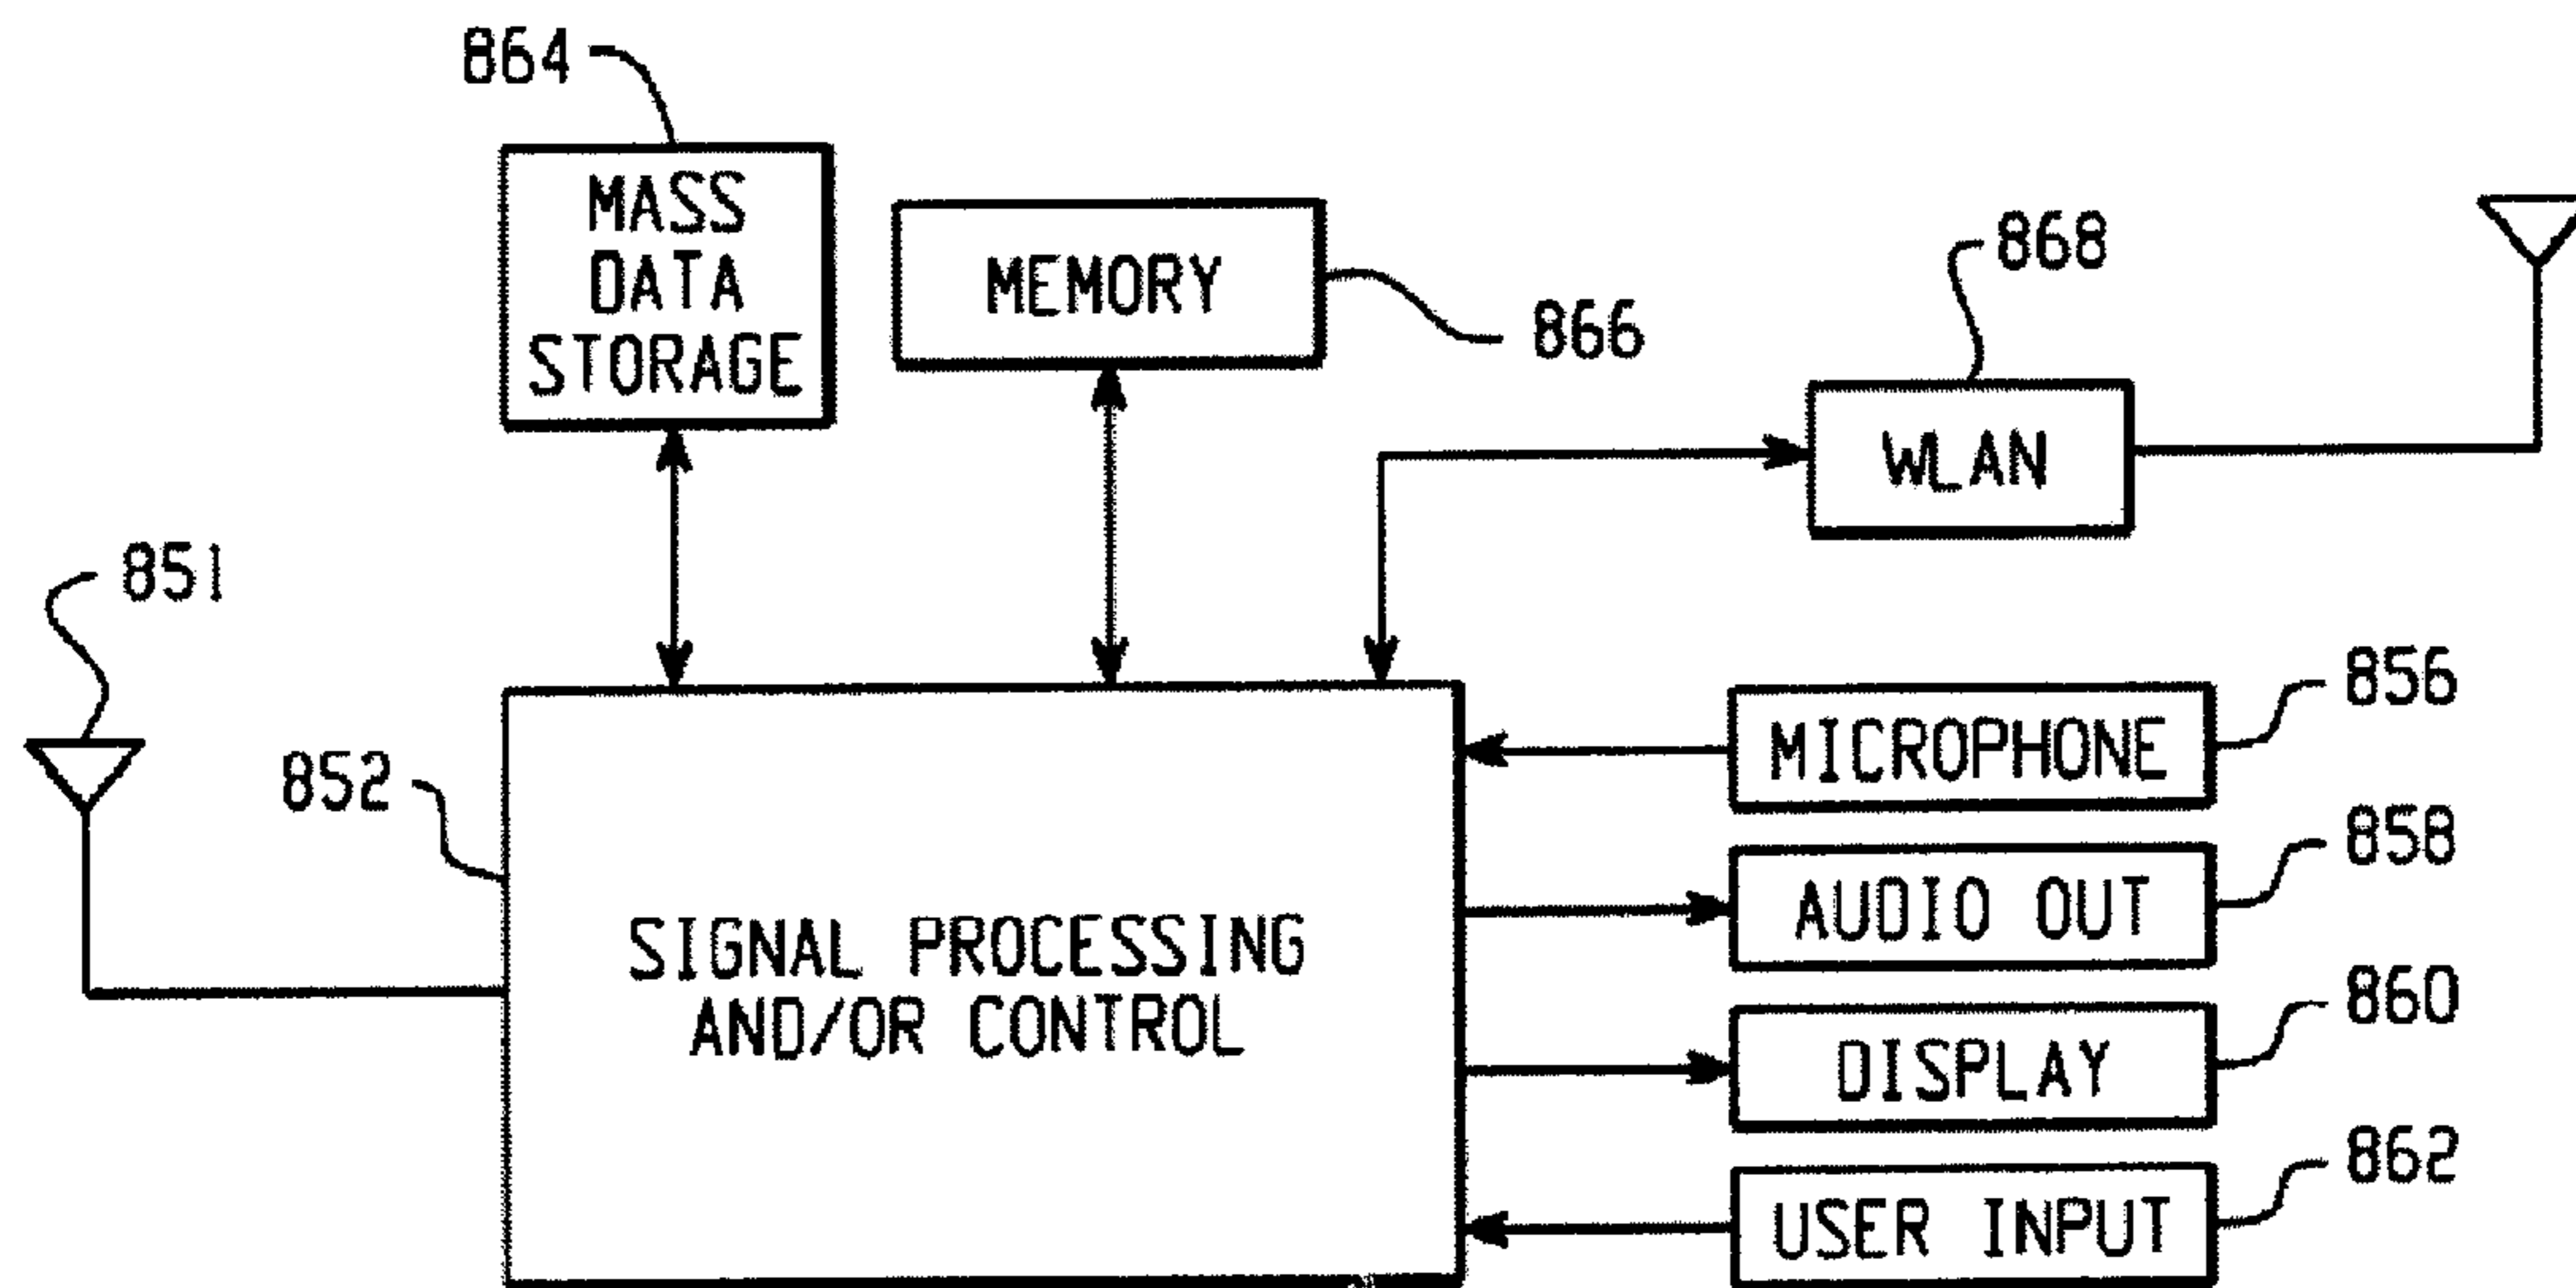 864
MASS
DATA
STORAGE
MEMORY
866
868
WLAN
851
852
SIGNAL PROCESSING
AND/OR CONTROL
MICROPHONE
856
AUDIO OUT
858
DISPLAY
860
USER INPUT
862